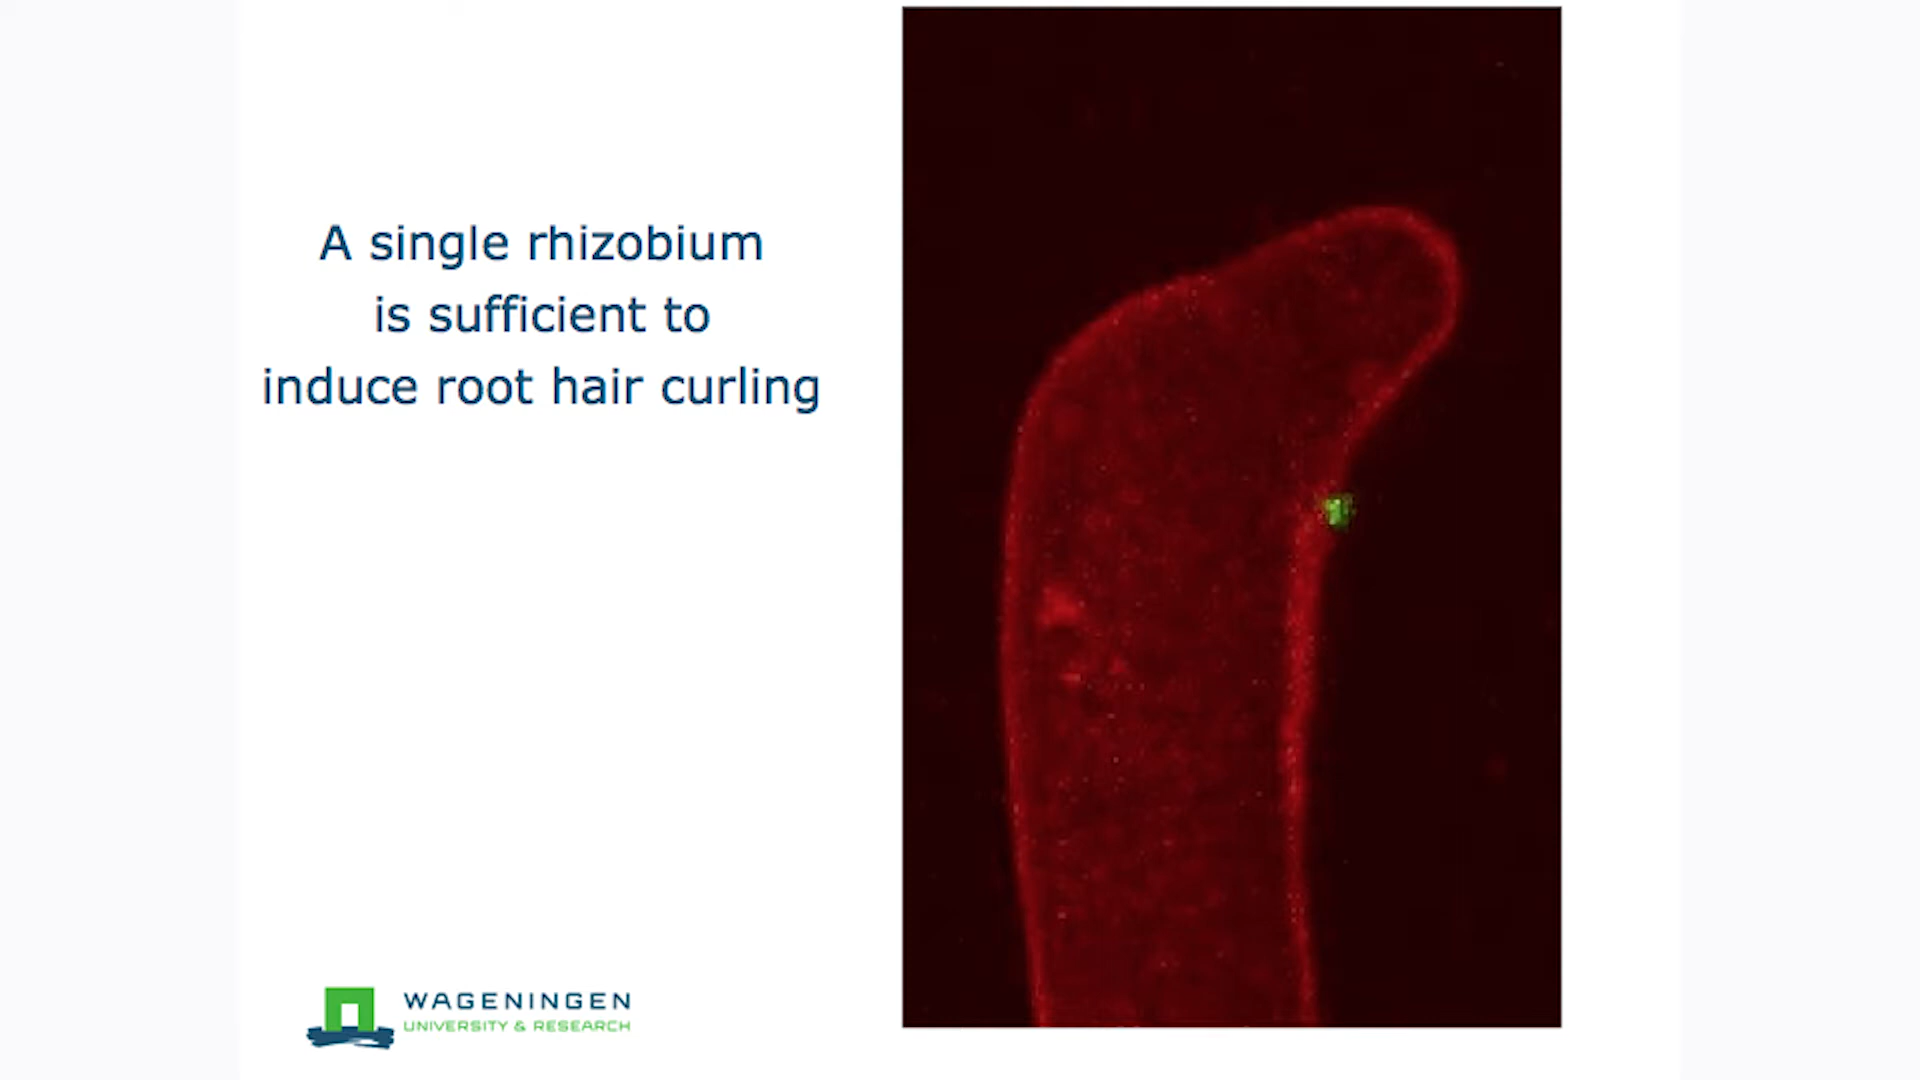 A single rhizobium
is sufficient to
induce root hair curling
WAGENINGEN
UNIVERSITY & RESEARCH